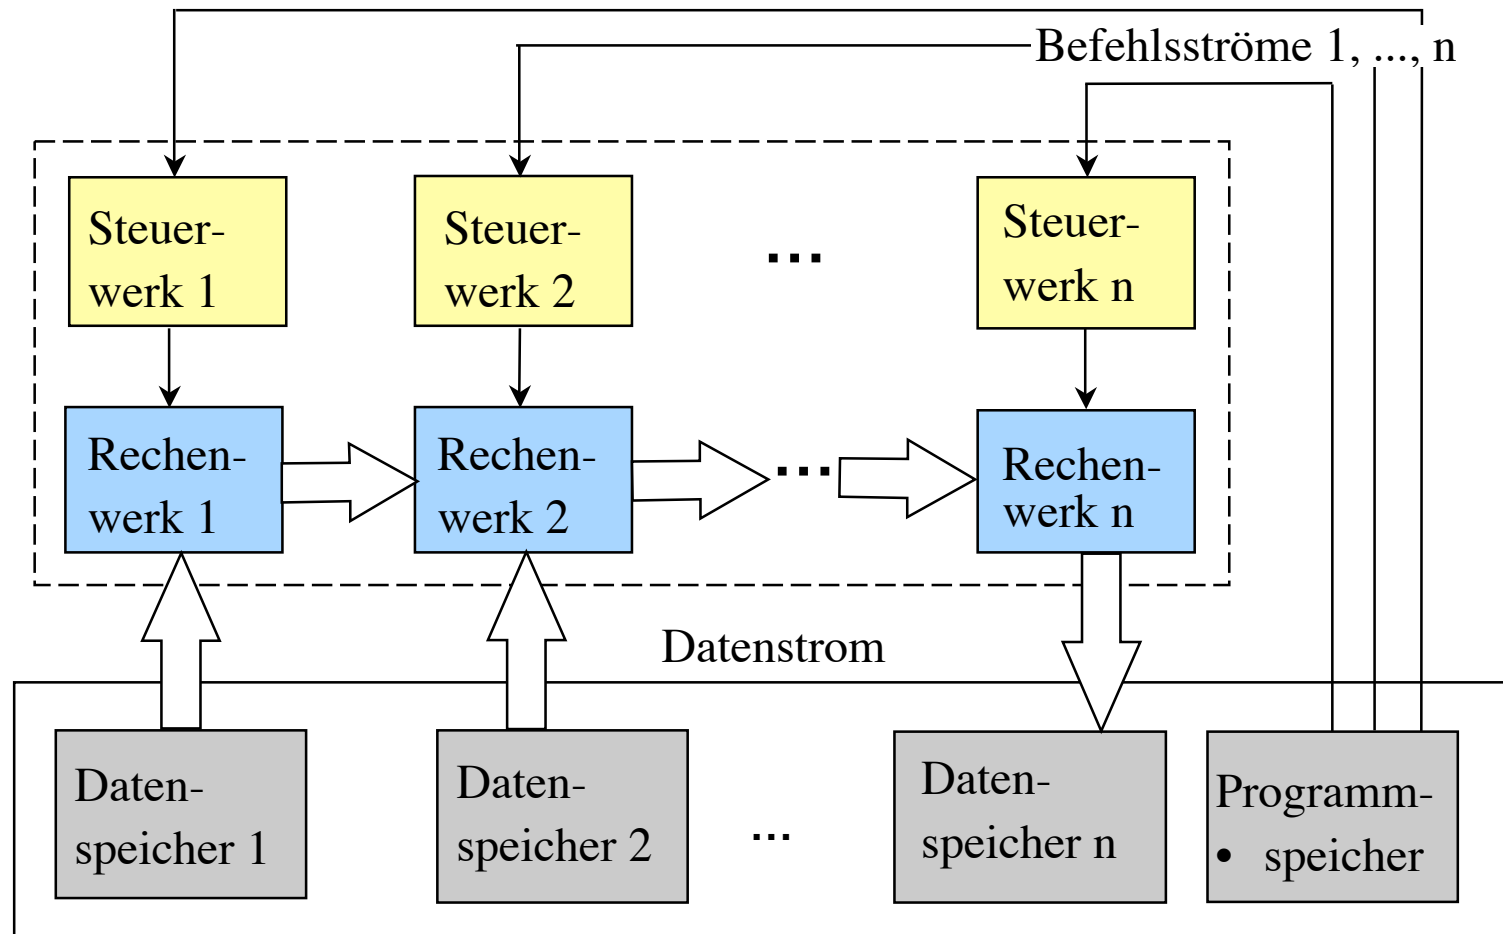 Befehlsströme 1, ..., n
Steuer-
werk 1
Steuer-
werk 2
...
Steuer-
werk n
Rechen-
werk 1
Rechen-
werk 2
...
Rechen-
werk n
Datenstrom
Daten-
speicher 1
Daten-
speicher 2
...
Daten-
speicher n
Programm-
• speicher